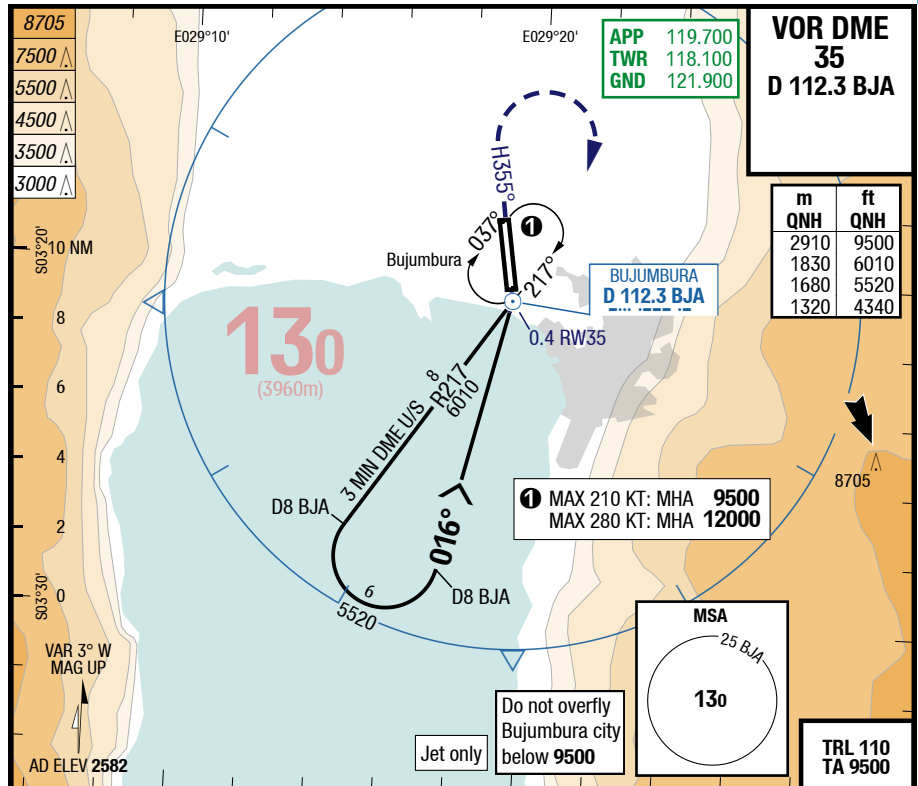 8705
7500
5500
4500
3500
3000
E029°10'
E029°20'
APP 119.700
TWR 118.100
GND 121.900
VOR DME
35
D 112.3 BJA
m ft
QNH QNH
2910 9500
1830 6010
1680 5520
1320 4340
H355°
037°
❶
217°
Bujumbura
BUJUMBURA
D 112.3 BJA
0.4 RW35
S03°20'
10 NM
8
6
4
2
0
S03°30'
130
(3960m)
8
R217
6010
3 MIN DME U/S
D8 BJA
016°
D8 BJA
6
5520
8705
❶ MAX 210 KT: MHA 9500
MAX 280 KT: MHA 12000
VAR 3° W
MAG UP
AD ELEV 2582
Jet only
Do not overfly
Bujumbura city
below 9500
MSA
25 BJA
130
TRL 110
TA 9500